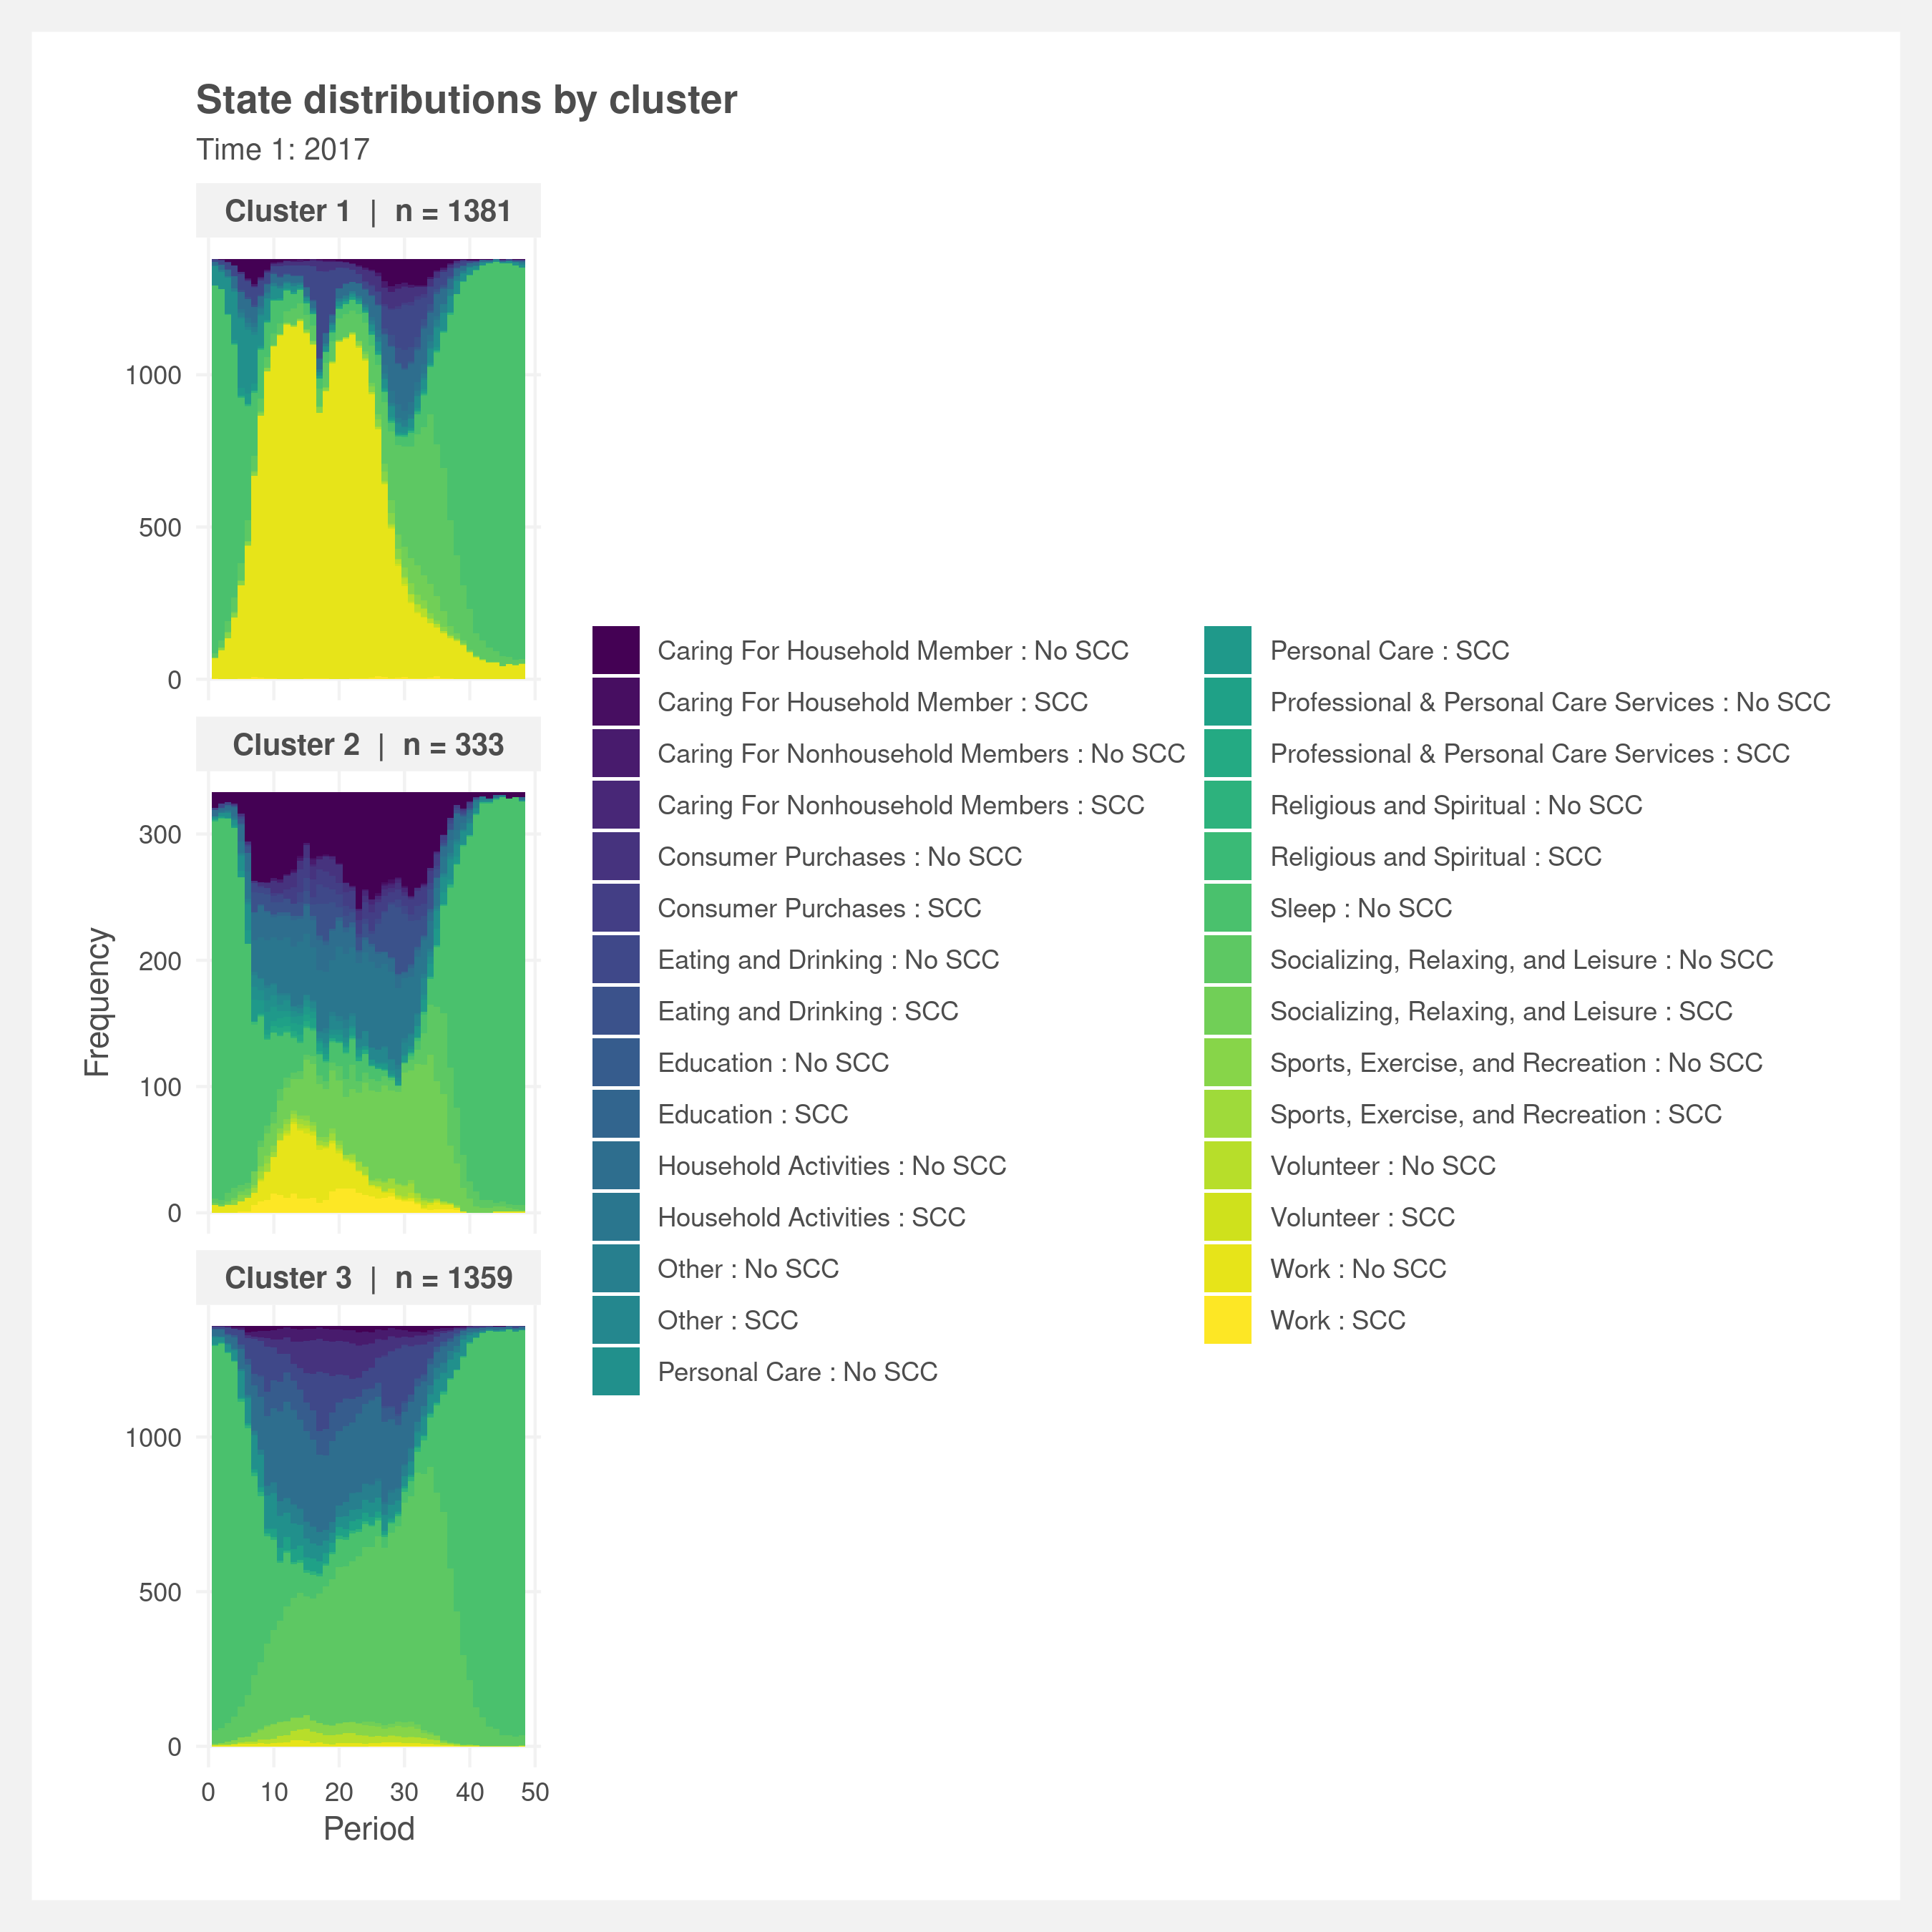 State distributions by cluster
Time 1: 2017
Cluster 1 | n = 1381
1000
500
0
Cluster 2 | n = 333
300
200
100
0
Cluster 3 | n = 1359
1000
500
0
0 10 20 30 40 50
Period
Frequency
Caring For Household Member : No SCC
Caring For Household Member : SCC
Caring For Nonhousehold Members : No SCC
Caring For Nonhousehold Members : SCC
Consumer Purchases : No SCC
Consumer Purchases : SCC
Eating and Drinking : No SCC
Eating and Drinking : SCC
Education : No SCC
Education : SCC
Household Activities : No SCC
Household Activities : SCC
Other : No SCC
Other : SCC
Personal Care : No SCC
Personal Care : SCC
Professional & Personal Care Services : No SCC
Professional & Personal Care Services : SCC
Religious and Spiritual : No SCC
Religious and Spiritual : SCC
Sleep : No SCC
Socializing, Relaxing, and Leisure : No SCC
Socializing, Relaxing, and Leisure : SCC
Sports, Exercise, and Recreation : No SCC
Sports, Exercise, and Recreation : SCC
Volunteer : No SCC
Volunteer : SCC
Work : No SCC
Work : SCC